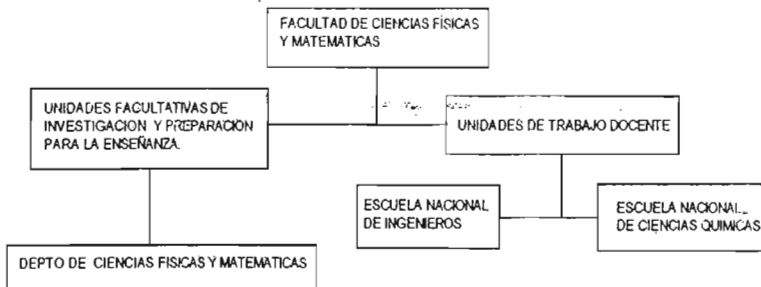 FACULTAD DE CIENCIAS FÍSICAS
Y MATEMATICAS
UNIDADES FACULTATIVAS DE
INVESTIGACION Y PREPARACION
PARA LA ENSEÑANZA.
UNIDADES DE TRABAJO DOCENTE
ESCUELA NACIONAL
DE INGENIEROS
ESCUELA NACIONAL
DE CIENCIAS QUIMICAS
DEPTO DE CIENCIAS FISICAS Y MATEMATICAS